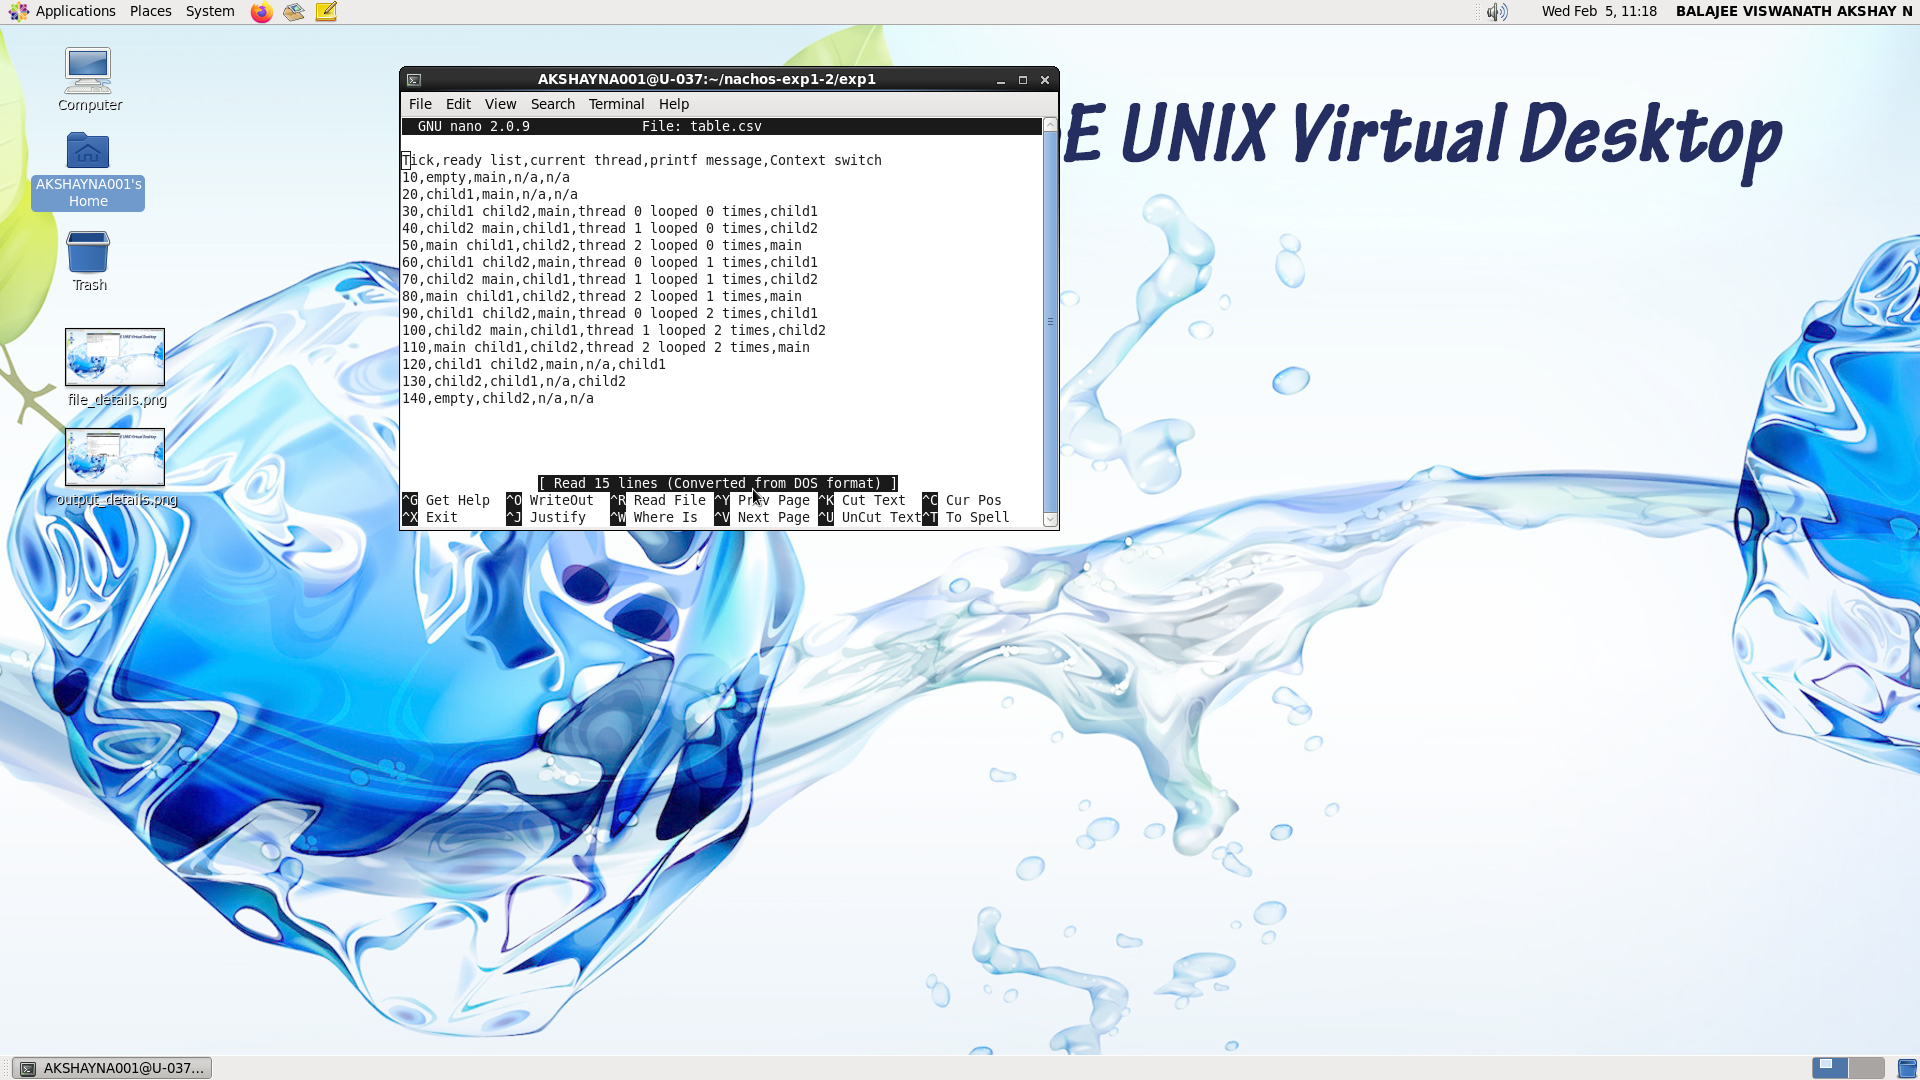 Applications Places System
Wed Feb 5, 11:18 BALAJEE VISWANATH AKSHAY N
Computer
AKSHAYNA001's
Home
Trash
file_details.png
output_details.png
E UNIX Virtual Desktop
AKSHAYNA001@U-037:~/nachos-exp1-2/exp1
File Edit View Search Terminal Help
GNU nano 2.0.9 File: table.csv
Tick,ready list,current thread,printf message,Context switch
10,empty,main,n/a,n/a
20,child1,main,n/a,n/a
30,child1 child2,main,thread 0 looped 0 times,child1
40,child2 main,child1,thread 1 looped 0 times,child2
50,main child1,child2,thread 2 looped 0 times,main
60,child1 child2,main,thread 0 looped 1 times,child1
70,child2 main,child1,thread 1 looped 1 times,child2
80,main child1,child2,thread 2 looped 1 times,main
90,child1 child2,main,thread 0 looped 2 times,child1
100,child2 main,child1,thread 1 looped 2 times,child2
110,main child1,child2,thread 2 looped 2 times,main
120,child1 child2,main,n/a,child1
130,child2,child1,n/a,child2
140,empty,child2,n/a,n/a
[ Read 15 lines (Converted from DOS format) ]
^G Get Help ^O WriteOut ^R Read File ^Y Prev Page ^K Cut Text ^C Cur Pos
^X Exit ^J Justify ^W Where Is ^V Next Page ^U UnCut Text ^T To Spell
AKSHAYNA001@U-037...